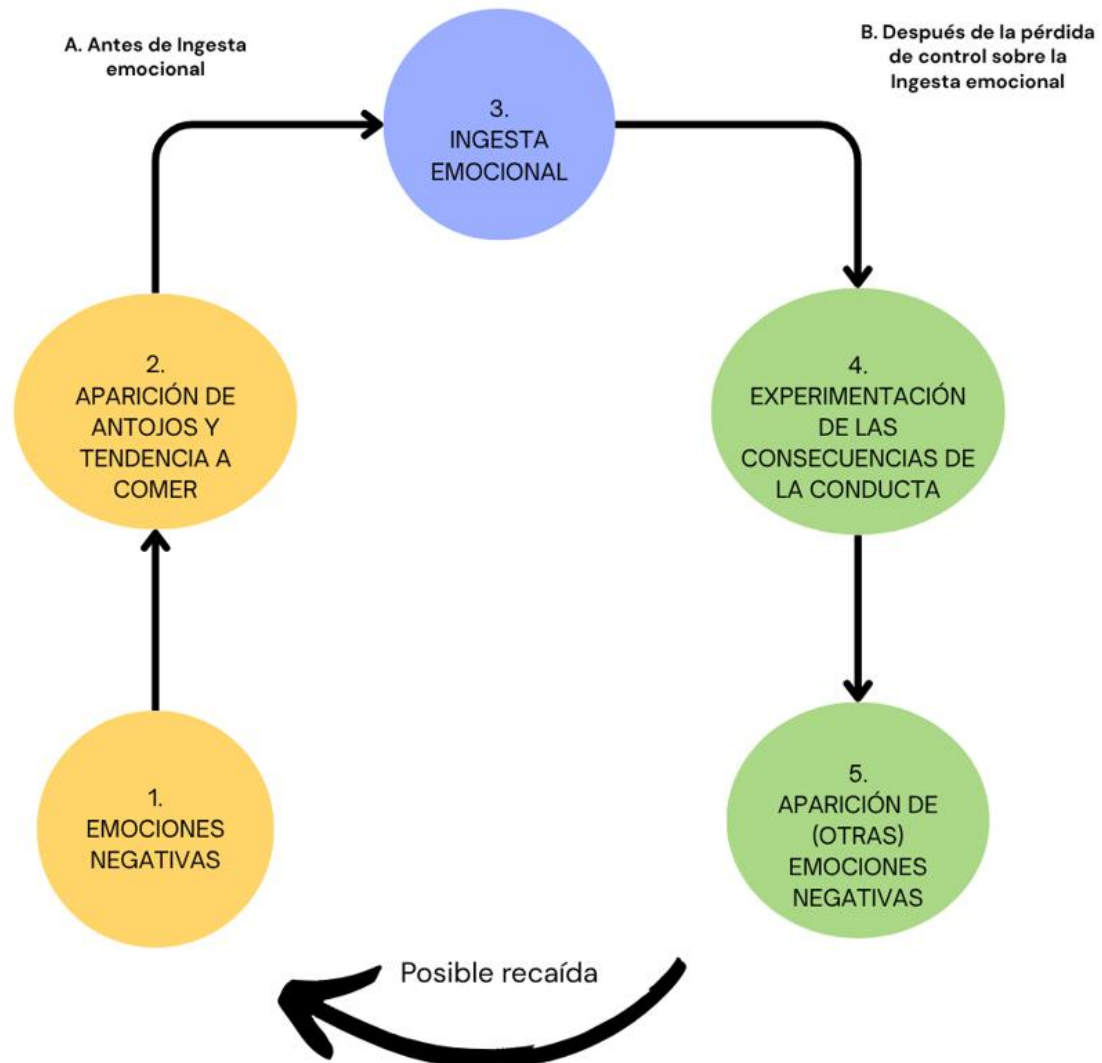 A. Antes de Ingesta
emocional
B. Después de la pérdida
de control sobre la
Ingesta emocional
3.
INGESTA
EMOCIONAL
2.
APARICIÓN DE
ANTOJOS Y
TENDENCIA A
COMER
4.
EXPERIMENTACIÓN
DE LAS
CONSECUENCIAS DE
LA CONDUCTA
1.
EMOCIONES
NEGATIVAS
5.
APARICIÓN DE
(OTRAS)
EMOCIONES
NEGATIVAS
Posible recaída